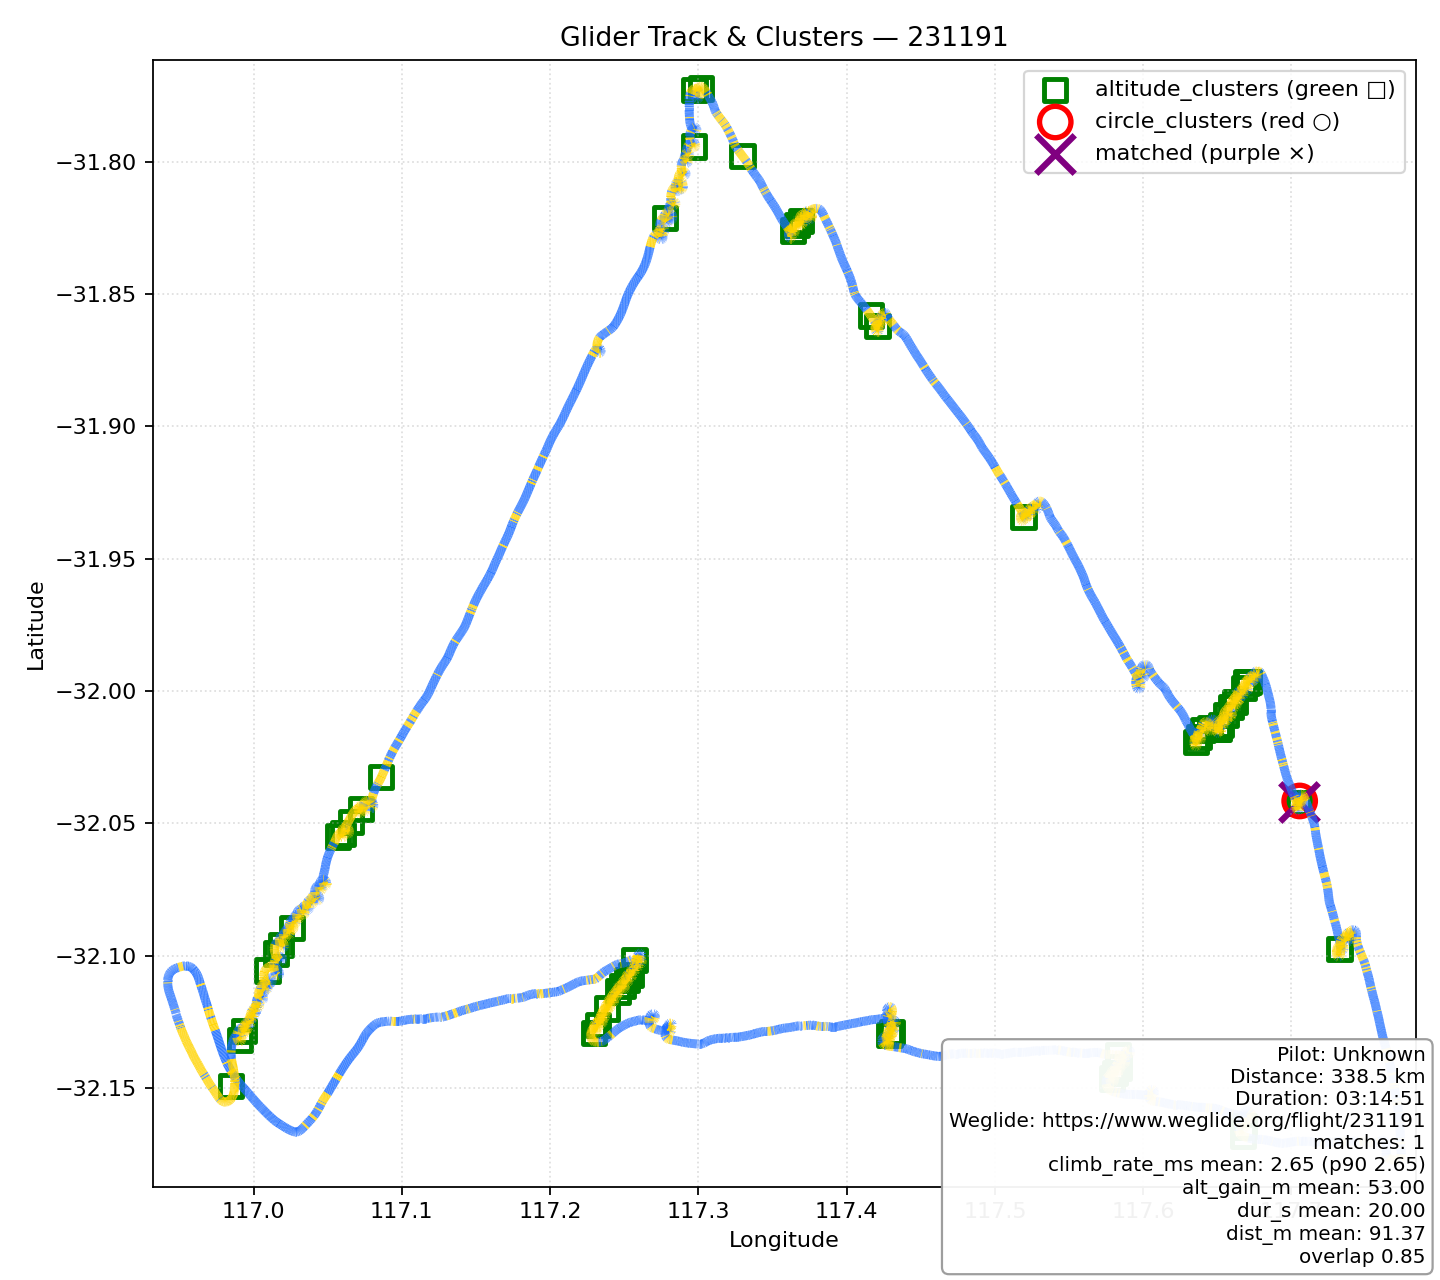 Glider Track & Clusters — 231191
altitude_clusters (green □)
circle_clusters (red ○)
matched (purple ×)
−31.80
−31.85
−31.90
−31.95
−32.00
−32.05
−32.10
−32.15
Latitude
117.0
117.1
117.2
117.3
117.4
117.5
117.6
Longitude
Pilot: Unknown
Distance: 338.5 km
Duration: 03:14:51
Weglide: https://www.weglide.org/flight/231191
matches: 1
climb_rate_ms mean: 2.65 (p90 2.65)
alt_gain_m mean: 53.00
dur_s mean: 20.00
dist_m mean: 91.37
overlap 0.85